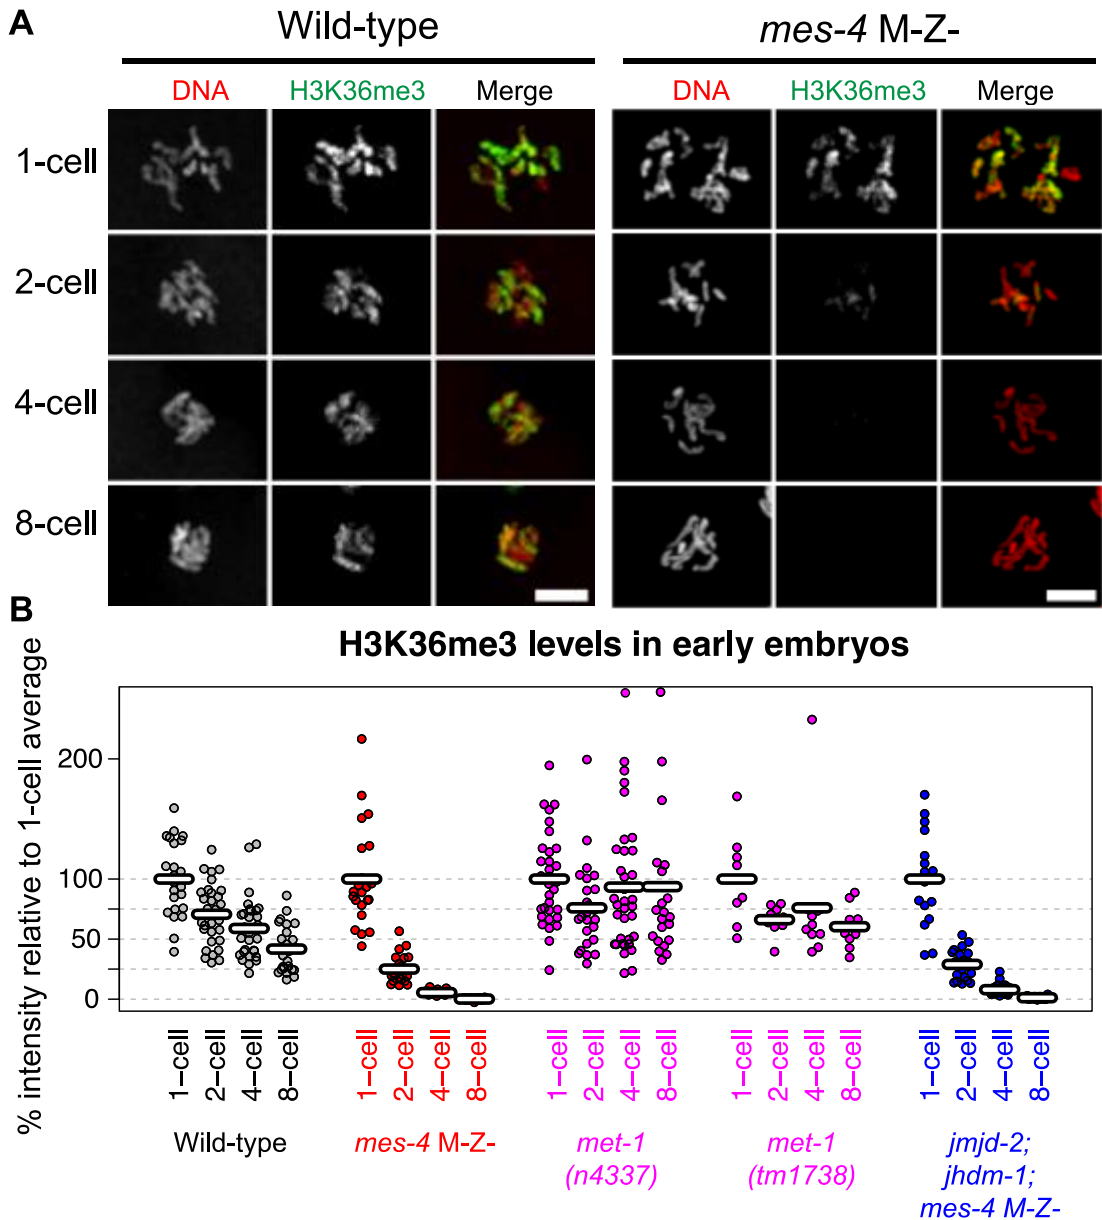 A
Wild-type
mes-4 M-Z-
DNA
H3K36me3
Merge
DNA
H3K36me3
Merge
1-cell
2-cell
4-cell
8-cell
B
H3K36me3 levels in early embryos
% intensity relative to 1-cell average
200
100
50
0
1-cell
2-cell
4-cell
8-cell
1-cell
2-cell
4-cell
8-cell
1-cell
2-cell
4-cell
8-cell
1-cell
2-cell
4-cell
8-cell
1-cell
2-cell
4-cell
8-cell
Wild-type
mes-4 M-Z-
met-1
(n4337)
met-1
(tm1738)
jmjd-2;
jhdm-1;
mes-4 M-Z-